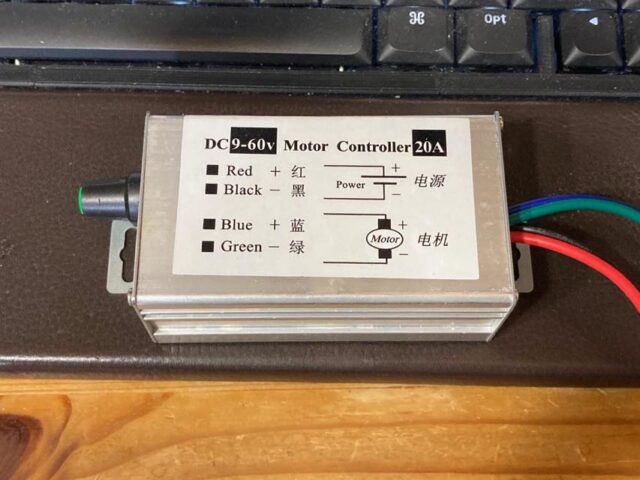 ⌘ Opt ◀
DC 9-60v Motor Controller 20A
Red + 红
Black − 黑
Power + − 电源
Blue + 蓝
Green − 绿
Motor + − 电机